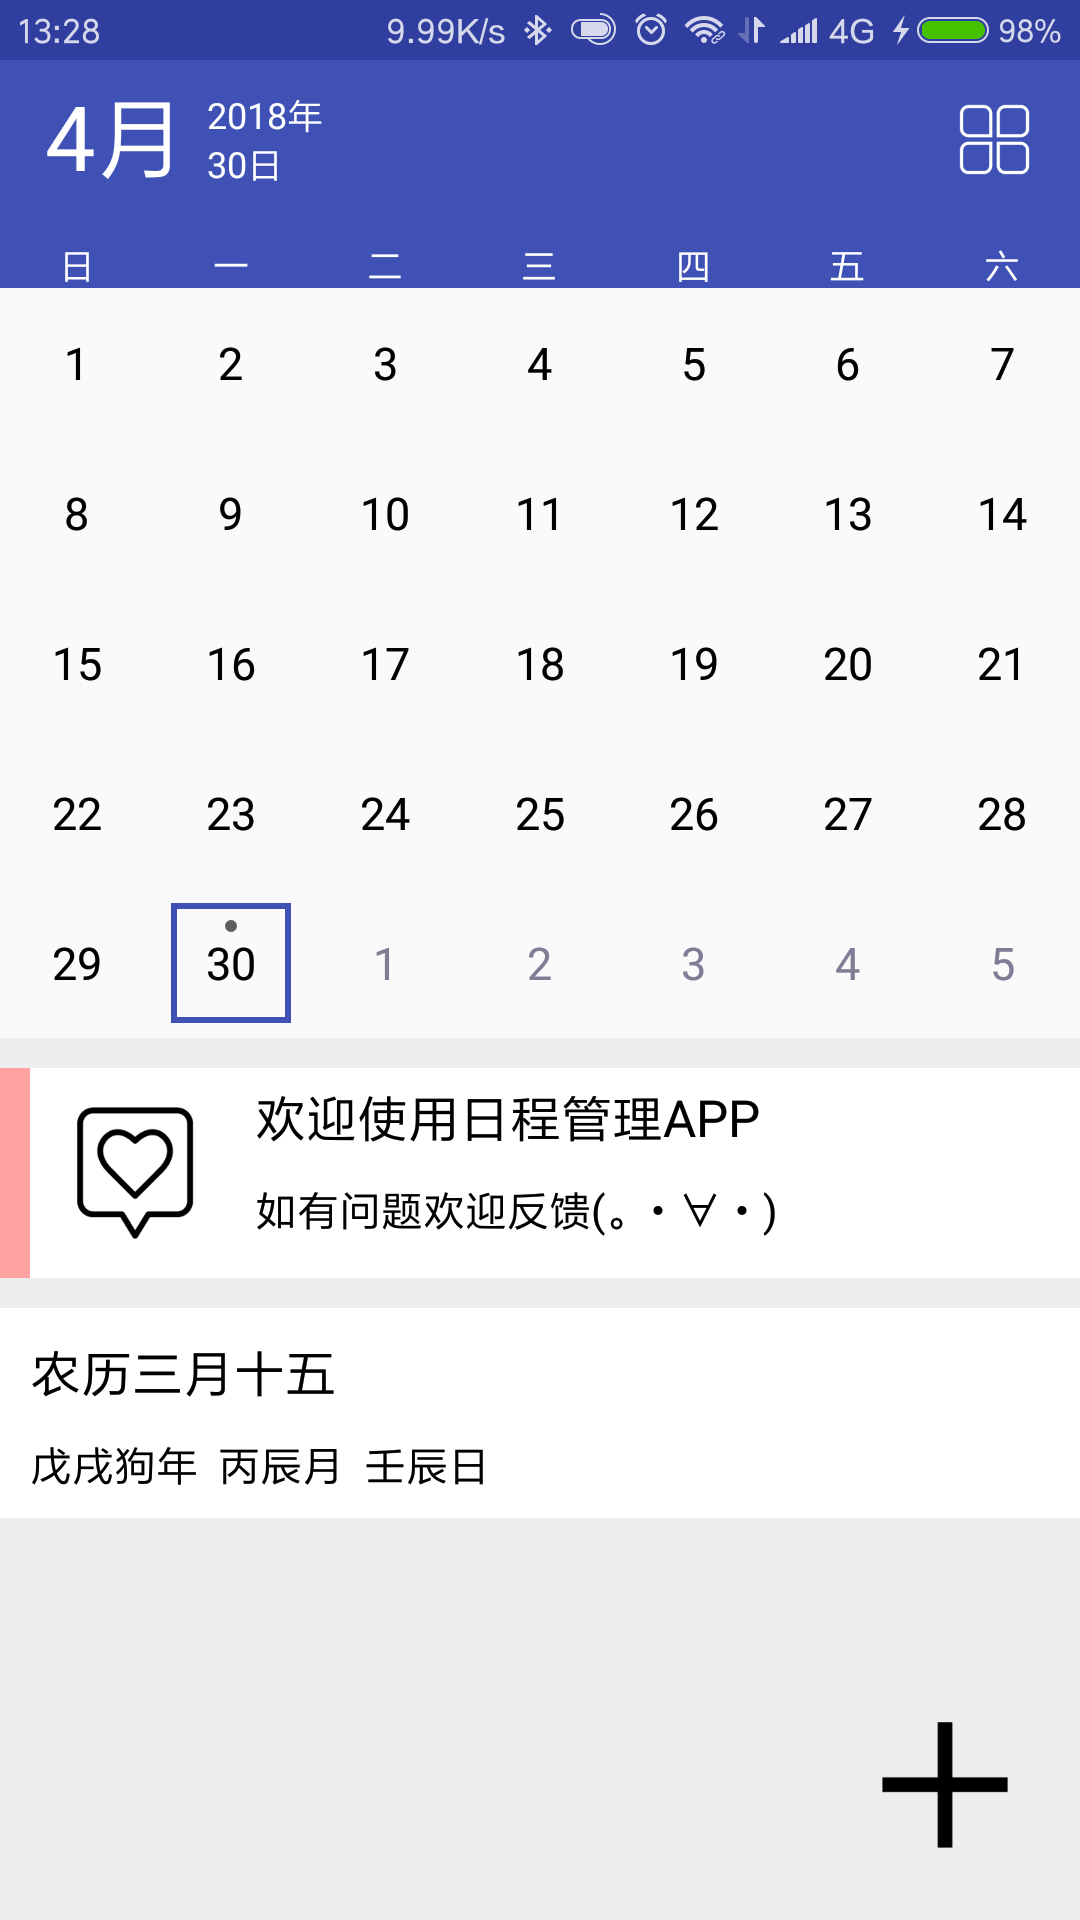 13:28 9.99K/s 4G 98%
4月
2018年
30日
日 一 二 三 四 五 六
1 2 3 4 5 6 7
8 9 10 11 12 13 14
15 16 17 18 19 20 21
22 23 24 25 26 27 28
29 30 1 2 3 4 5
欢迎使用日程管理APP
如有问题欢迎反馈(。・∀・)
农历三月十五
戊戌狗年 丙辰月 壬辰日